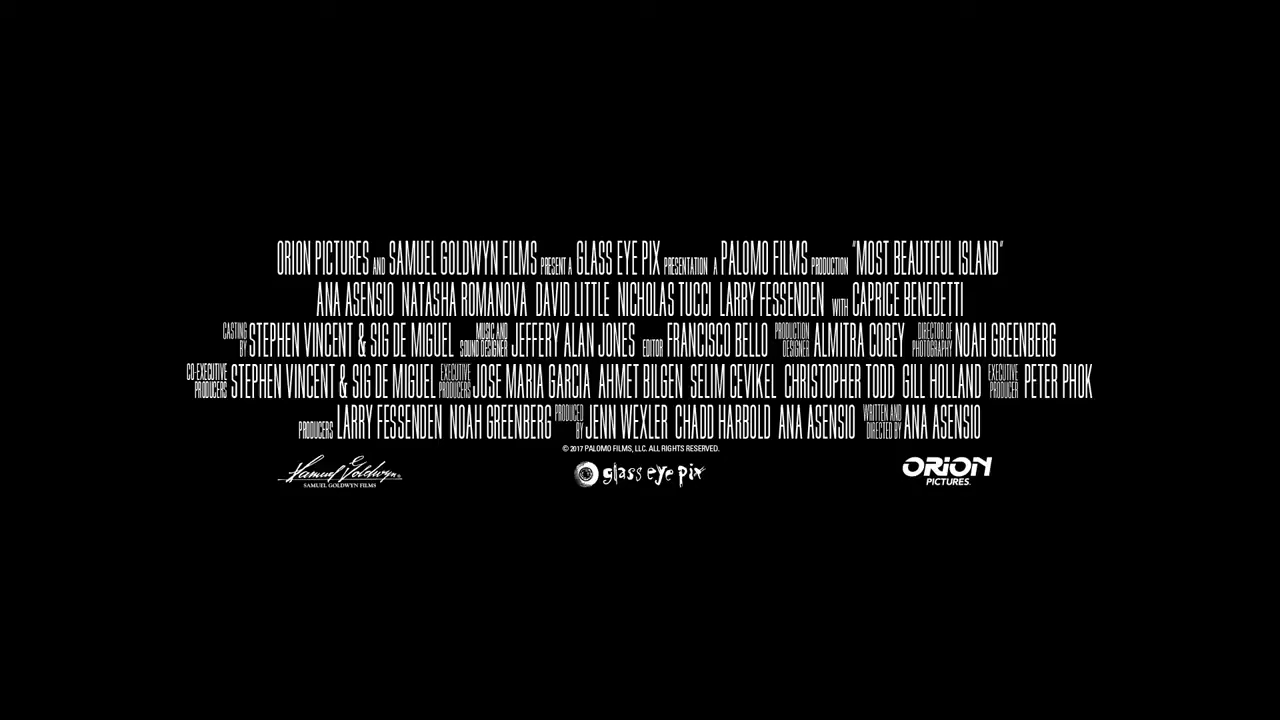 ORION PICTURES AND SAMUEL GOLDWYN FILMS PRESENT A GLASS EYE PIX PRESENTATION A PALOMO FILMS PRODUCTION "MOST BEAUTIFUL ISLAND"
ANA ASENSIO NATASHA ROMANOVA DAVID LITTLE NICHOLAS TUCCI LARRY FESSENDEN WITH CAPRICE BENEDETTI
CASTING BY STEPHEN VINCENT & SIG DE MIGUEL MUSIC AND SOUND DESIGNER JEFFERY ALAN JONES EDITOR FRANCISCO BELLO PRODUCTION DESIGNER ALMITRA COREY DIRECTOR OF PHOTOGRAPHY NOAH GREENBERG
CO-EXECUTIVE PRODUCERS STEPHEN VINCENT & SIG DE MIGUEL EXECUTIVE PRODUCERS JOSE MARIA GARCIA AHMET BILGEN SELIM CEVIKEL CHRISTOPHER TODD GILL HOLLAND EXECUTIVE PRODUCER PETER PHOK
PRODUCERS LARRY FESSENDEN NOAH GREENBERG PRODUCED BY JENN WEXLER CHADD HARBOLD ANA ASENSIO WRITTEN AND DIRECTED BY ANA ASENSIO
© 2017 PALOMO FILMS, LLC. ALL RIGHTS RESERVED.
Samuel Goldwyn
SAMUEL GOLDWYN FILMS
glass eye pix
ORION
PICTURES